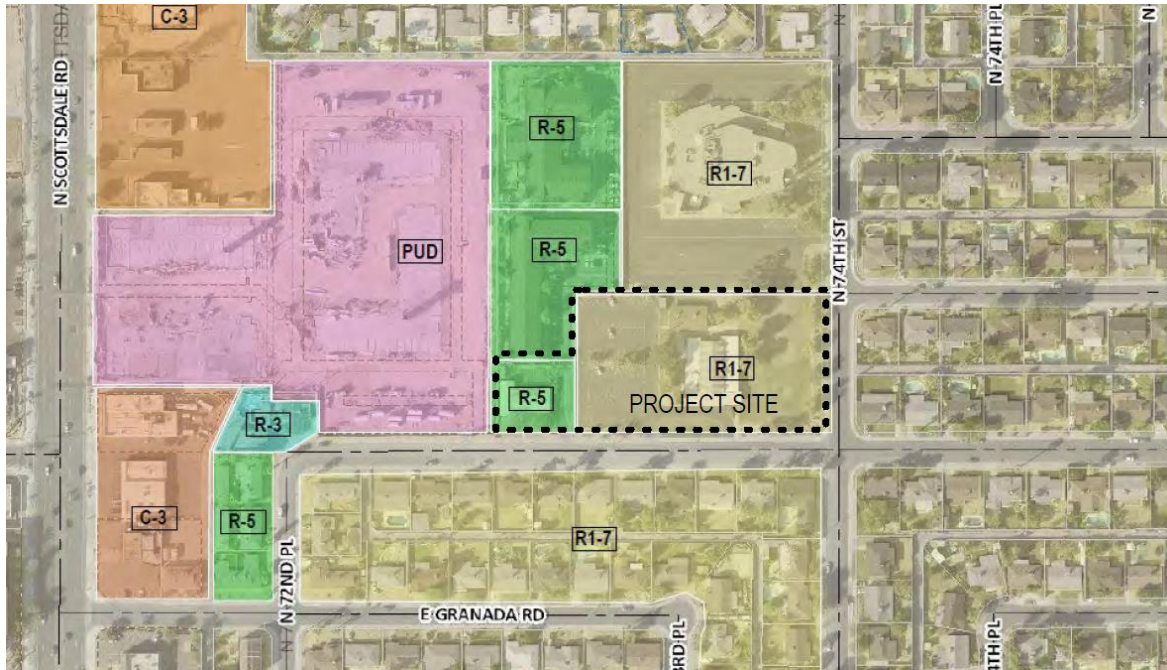 C-3
N SCOTTSDALE RD
N 74TH PL
N
N
R-5
R1-7
R-5
PUD
N 74TH ST
R1-7
R-5
PROJECT SITE
R-3
C-3
R-5
R1-7
N 72ND PL
E GRANADA RD
N
3RD PL
TH PL